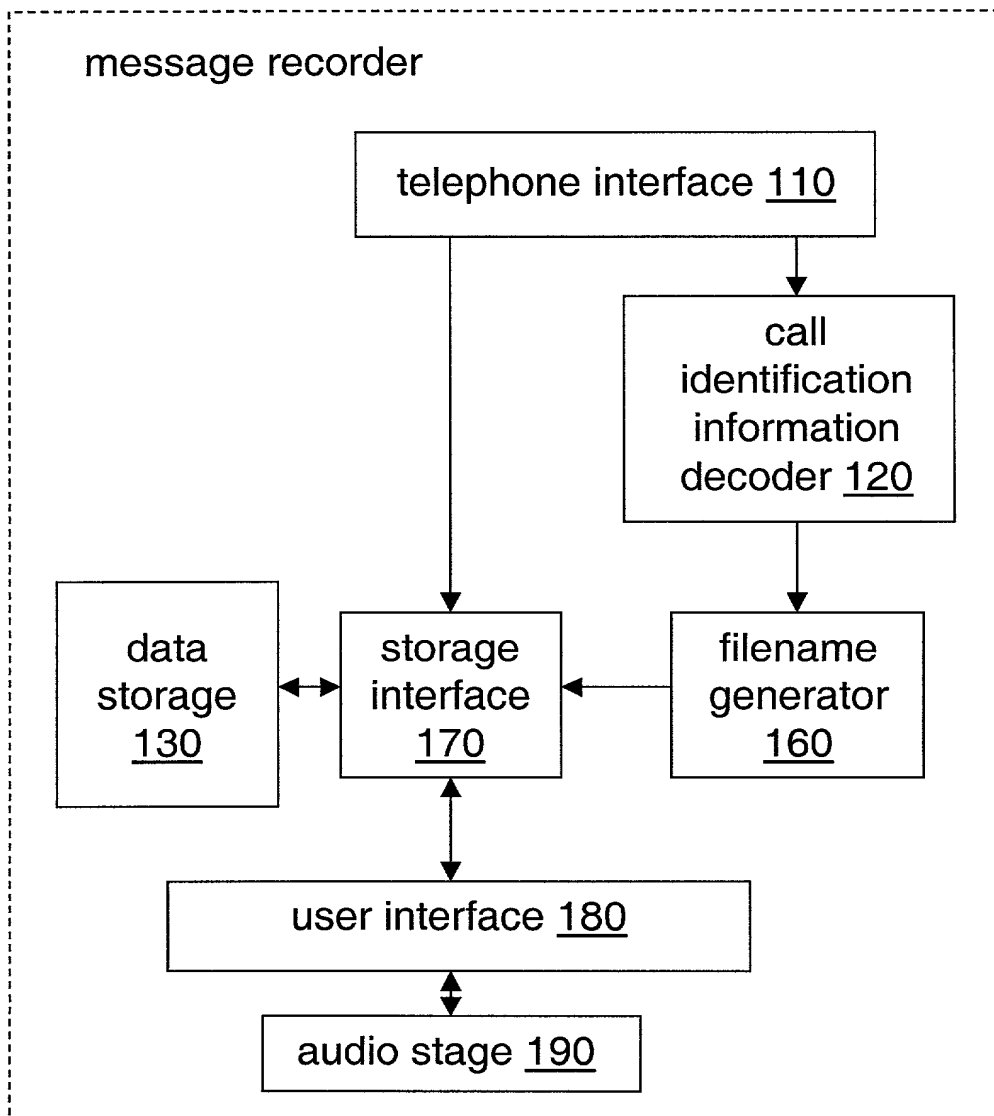 message recorder
telephone interface 110
call
identification
information
decoder 120
data
storage
130
storage
interface
170
filename
generator
160
user interface 180
audio stage 190